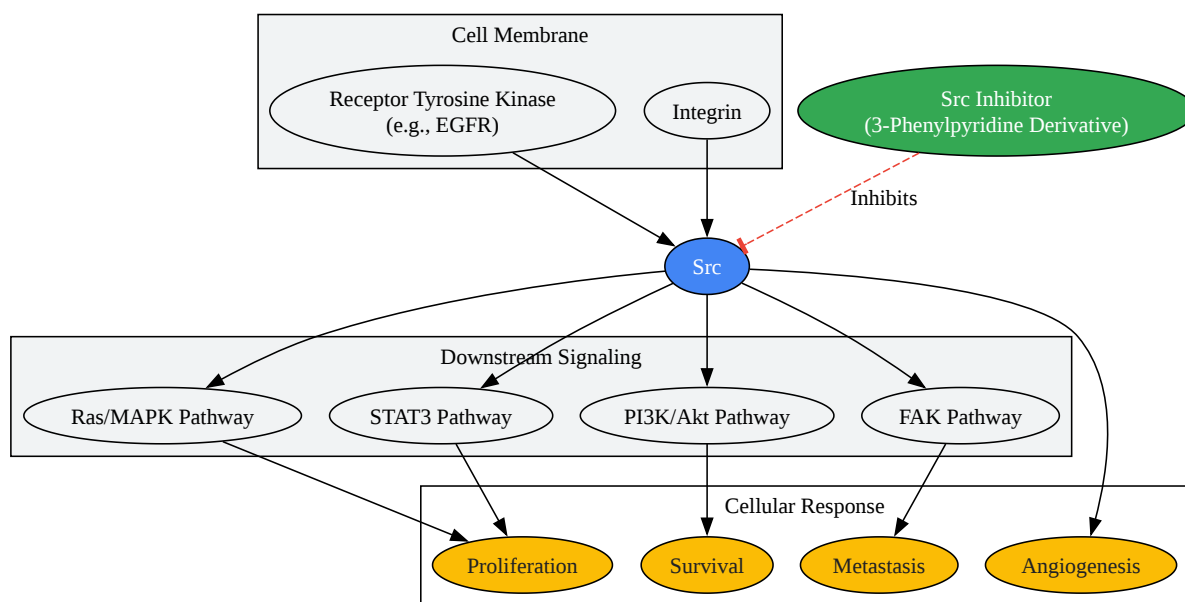 Cell Membrane
Receptor Tyrosine Kinase
(e.g., EGFR)
Integrin
Src Inhibitor
(3-Phenylpyridine Derivative)
Inhibits
Src
Downstream Signaling
Ras/MAPK Pathway
STAT3 Pathway
PI3K/Akt Pathway
FAK Pathway
Cellular Response
Proliferation
Survival
Metastasis
Angiogenesis